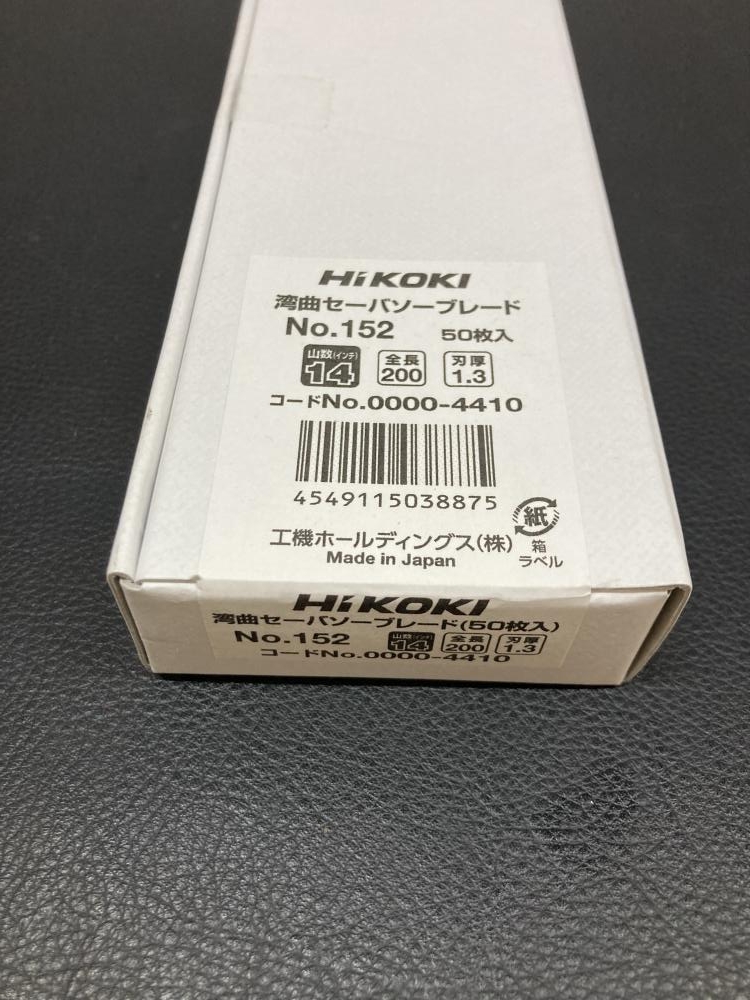 HiKOKI
湾曲セーバソーブレード
No.152 50枚入
山数(インチ) 14 全長 200 刃厚 1.3
コードNo.0000-4410
4549115038875
紙 箱 ラベル
工機ホールディングス(株)
Made in Japan
HiKOKI
湾曲セーバソーブレード(50枚入)
No.152 山数(インチ) 14 全長 200 刃厚 1.3
コードNo.0000-4410